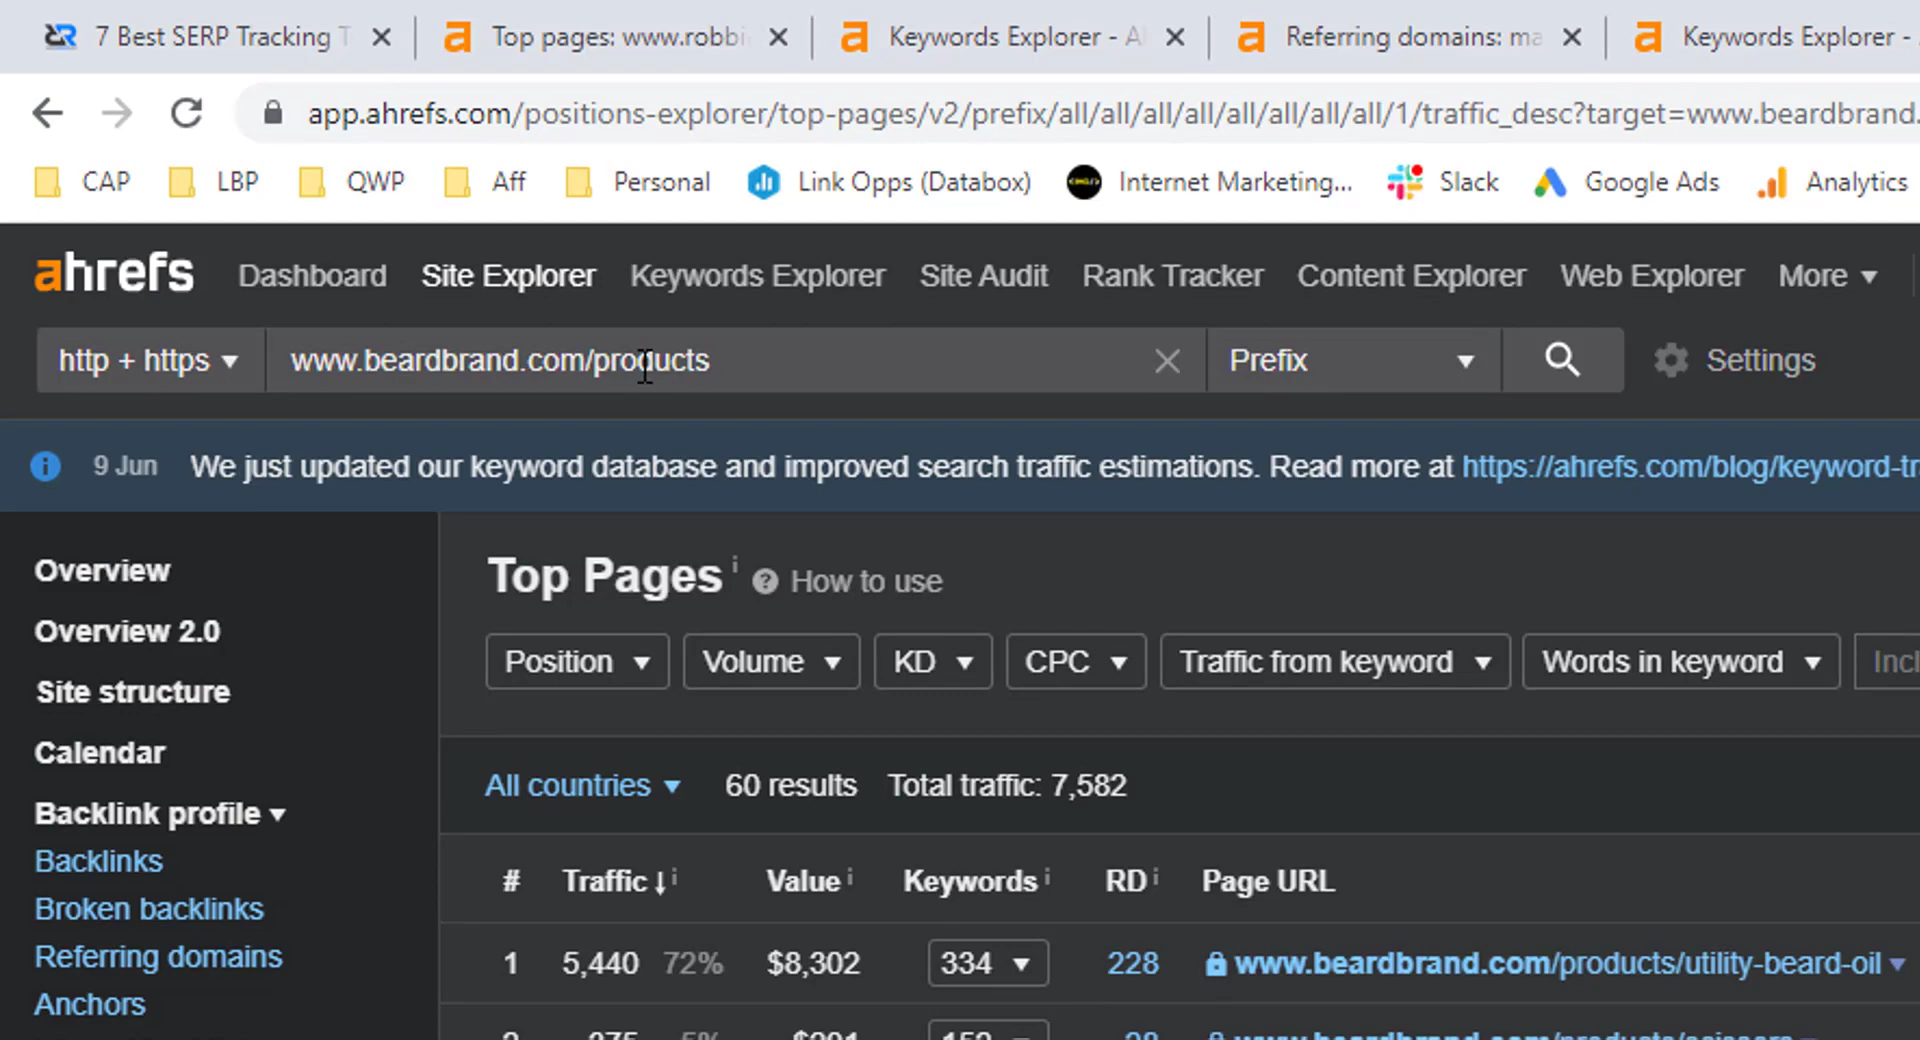 7 Best SERP Tracking T
Top pages: www.robbi
Keywords Explorer - A
Referring domains: ma
Keywords Explorer -
app.ahrefs.com/positions-explorer/top-pages/v2/prefix/all/all/all/all/all/all/all/all/1/traffic_desc?target=www.beardbrand.
CAP LBP QWP Aff Personal Link Opps (Databox) Internet Marketing... Slack Google Ads Analytics
ahrefs Dashboard Site Explorer Keywords Explorer Site Audit Rank Tracker Content Explorer Web Explorer More
http + https www.beardbrand.com/products Prefix Settings
9 Jun We just updated our keyword database and improved search traffic estimations. Read more at https://ahrefs.com/blog/keyword-tr
Overview
Overview 2.0
Site structure
Calendar
Backlink profile
Backlinks
Broken backlinks
Referring domains
Anchors
Top Pages How to use
Position Volume KD CPC Traffic from keyword Words in keyword Incl
All countries 60 results Total traffic: 7,582
# Traffic Value Keywords RD Page URL
1 5,440 72% $8,302 334 228 www.beardbrand.com/products/utility-beard-oil